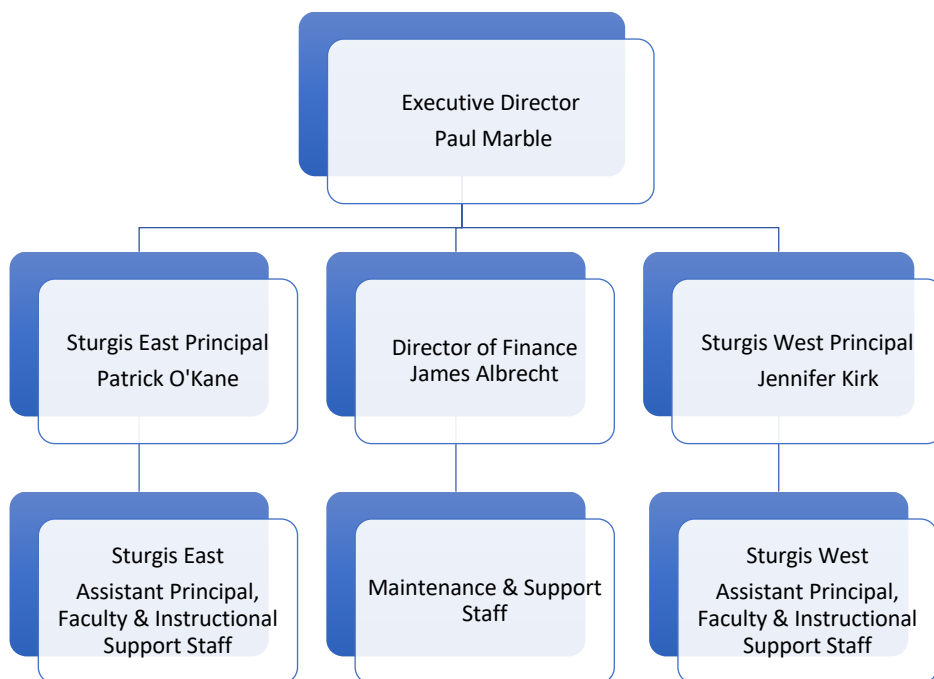 Executive Director
Paul Marble
Sturgis East Principal
Patrick O'Kane
Director of Finance
James Albrecht
Sturgis West Principal
Jennifer Kirk
Sturgis East
Assistant Principal,
Faculty & Instructional
Support Staff
Maintenance & Support
Staff
Sturgis West
Assistant Principal,
Faculty & Instructional
Support Staff